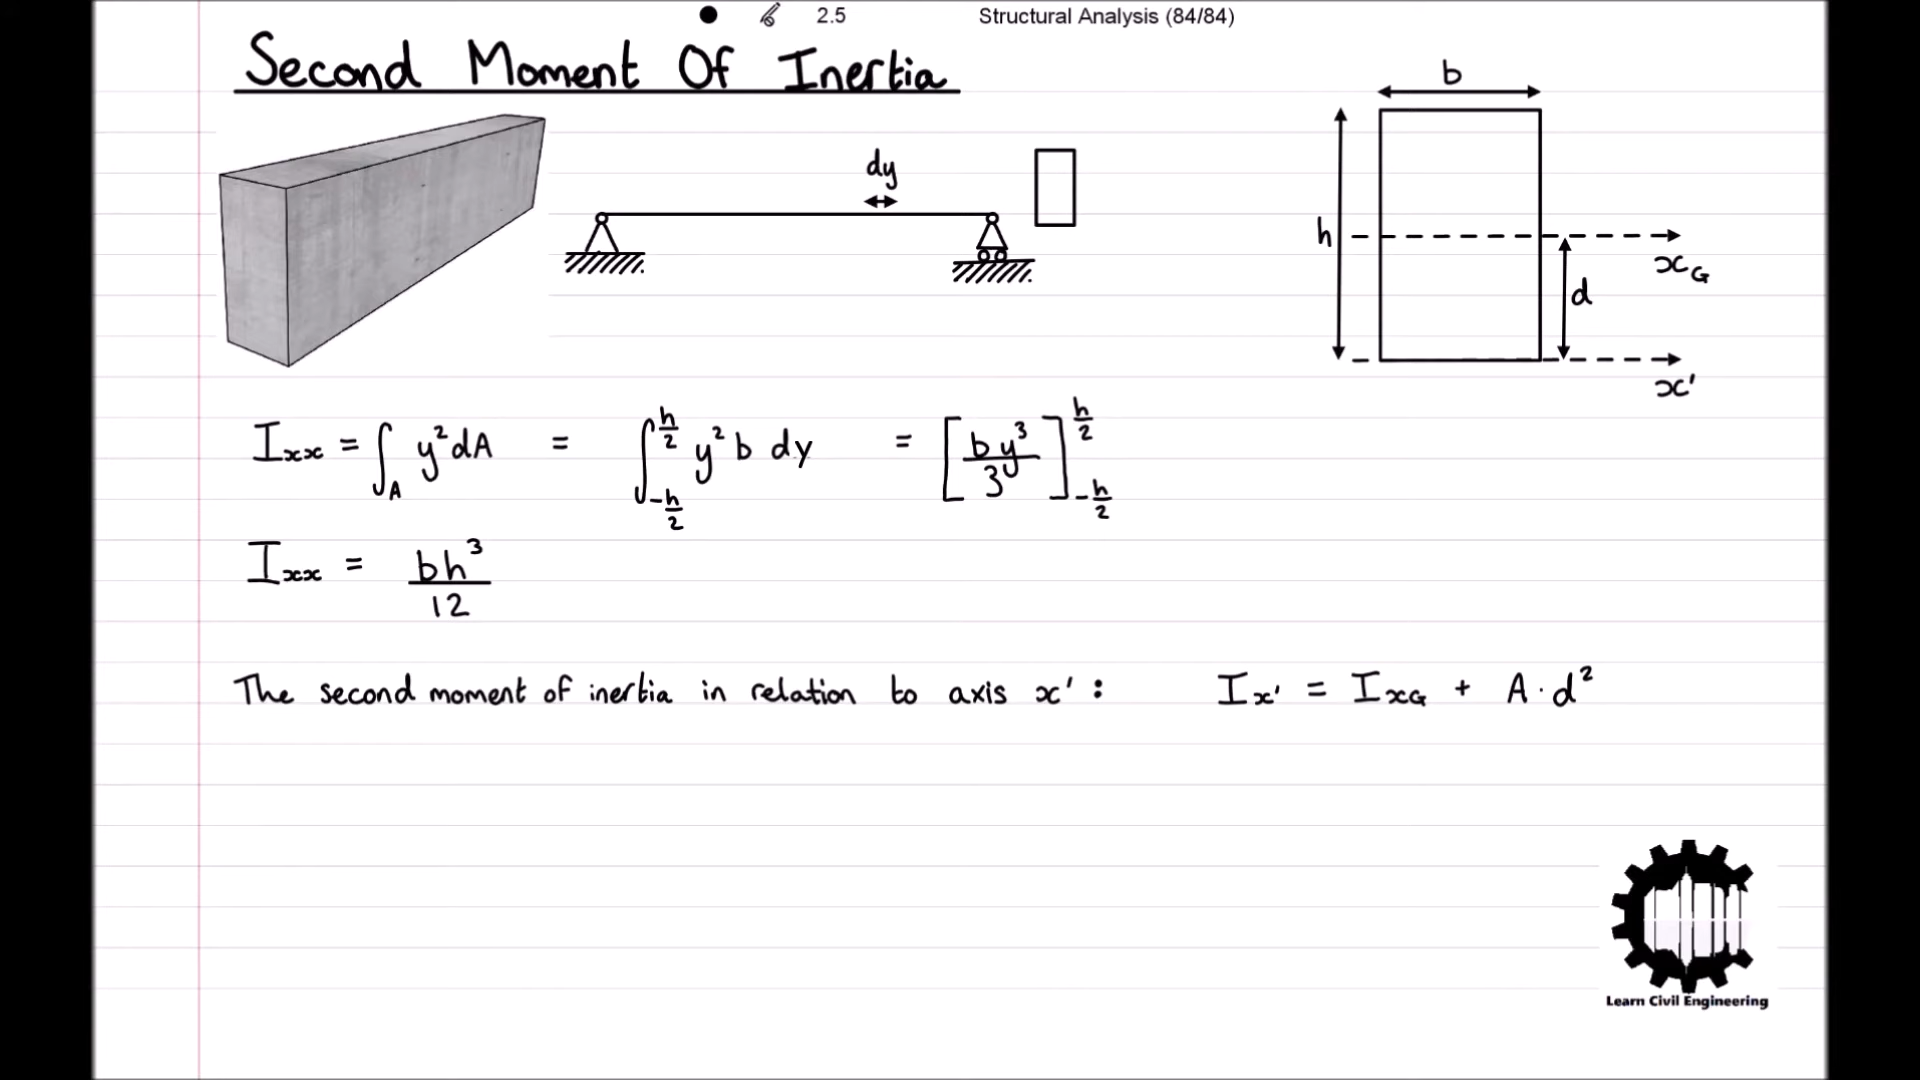 2.5 Structural Analysis (84/84)
Second Moment Of Inertia
b
dy
h
x_G
d
x'
I_xx = ∫_A y² dA = ∫_{-h/2}^{h/2} y² b dy = [by³/3]_{-h/2}^{h/2}
I_xx = bh³/12
The second moment of inertia in relation to axis x' : I_x' = I_xG + A · d²
Learn Civil Engineering